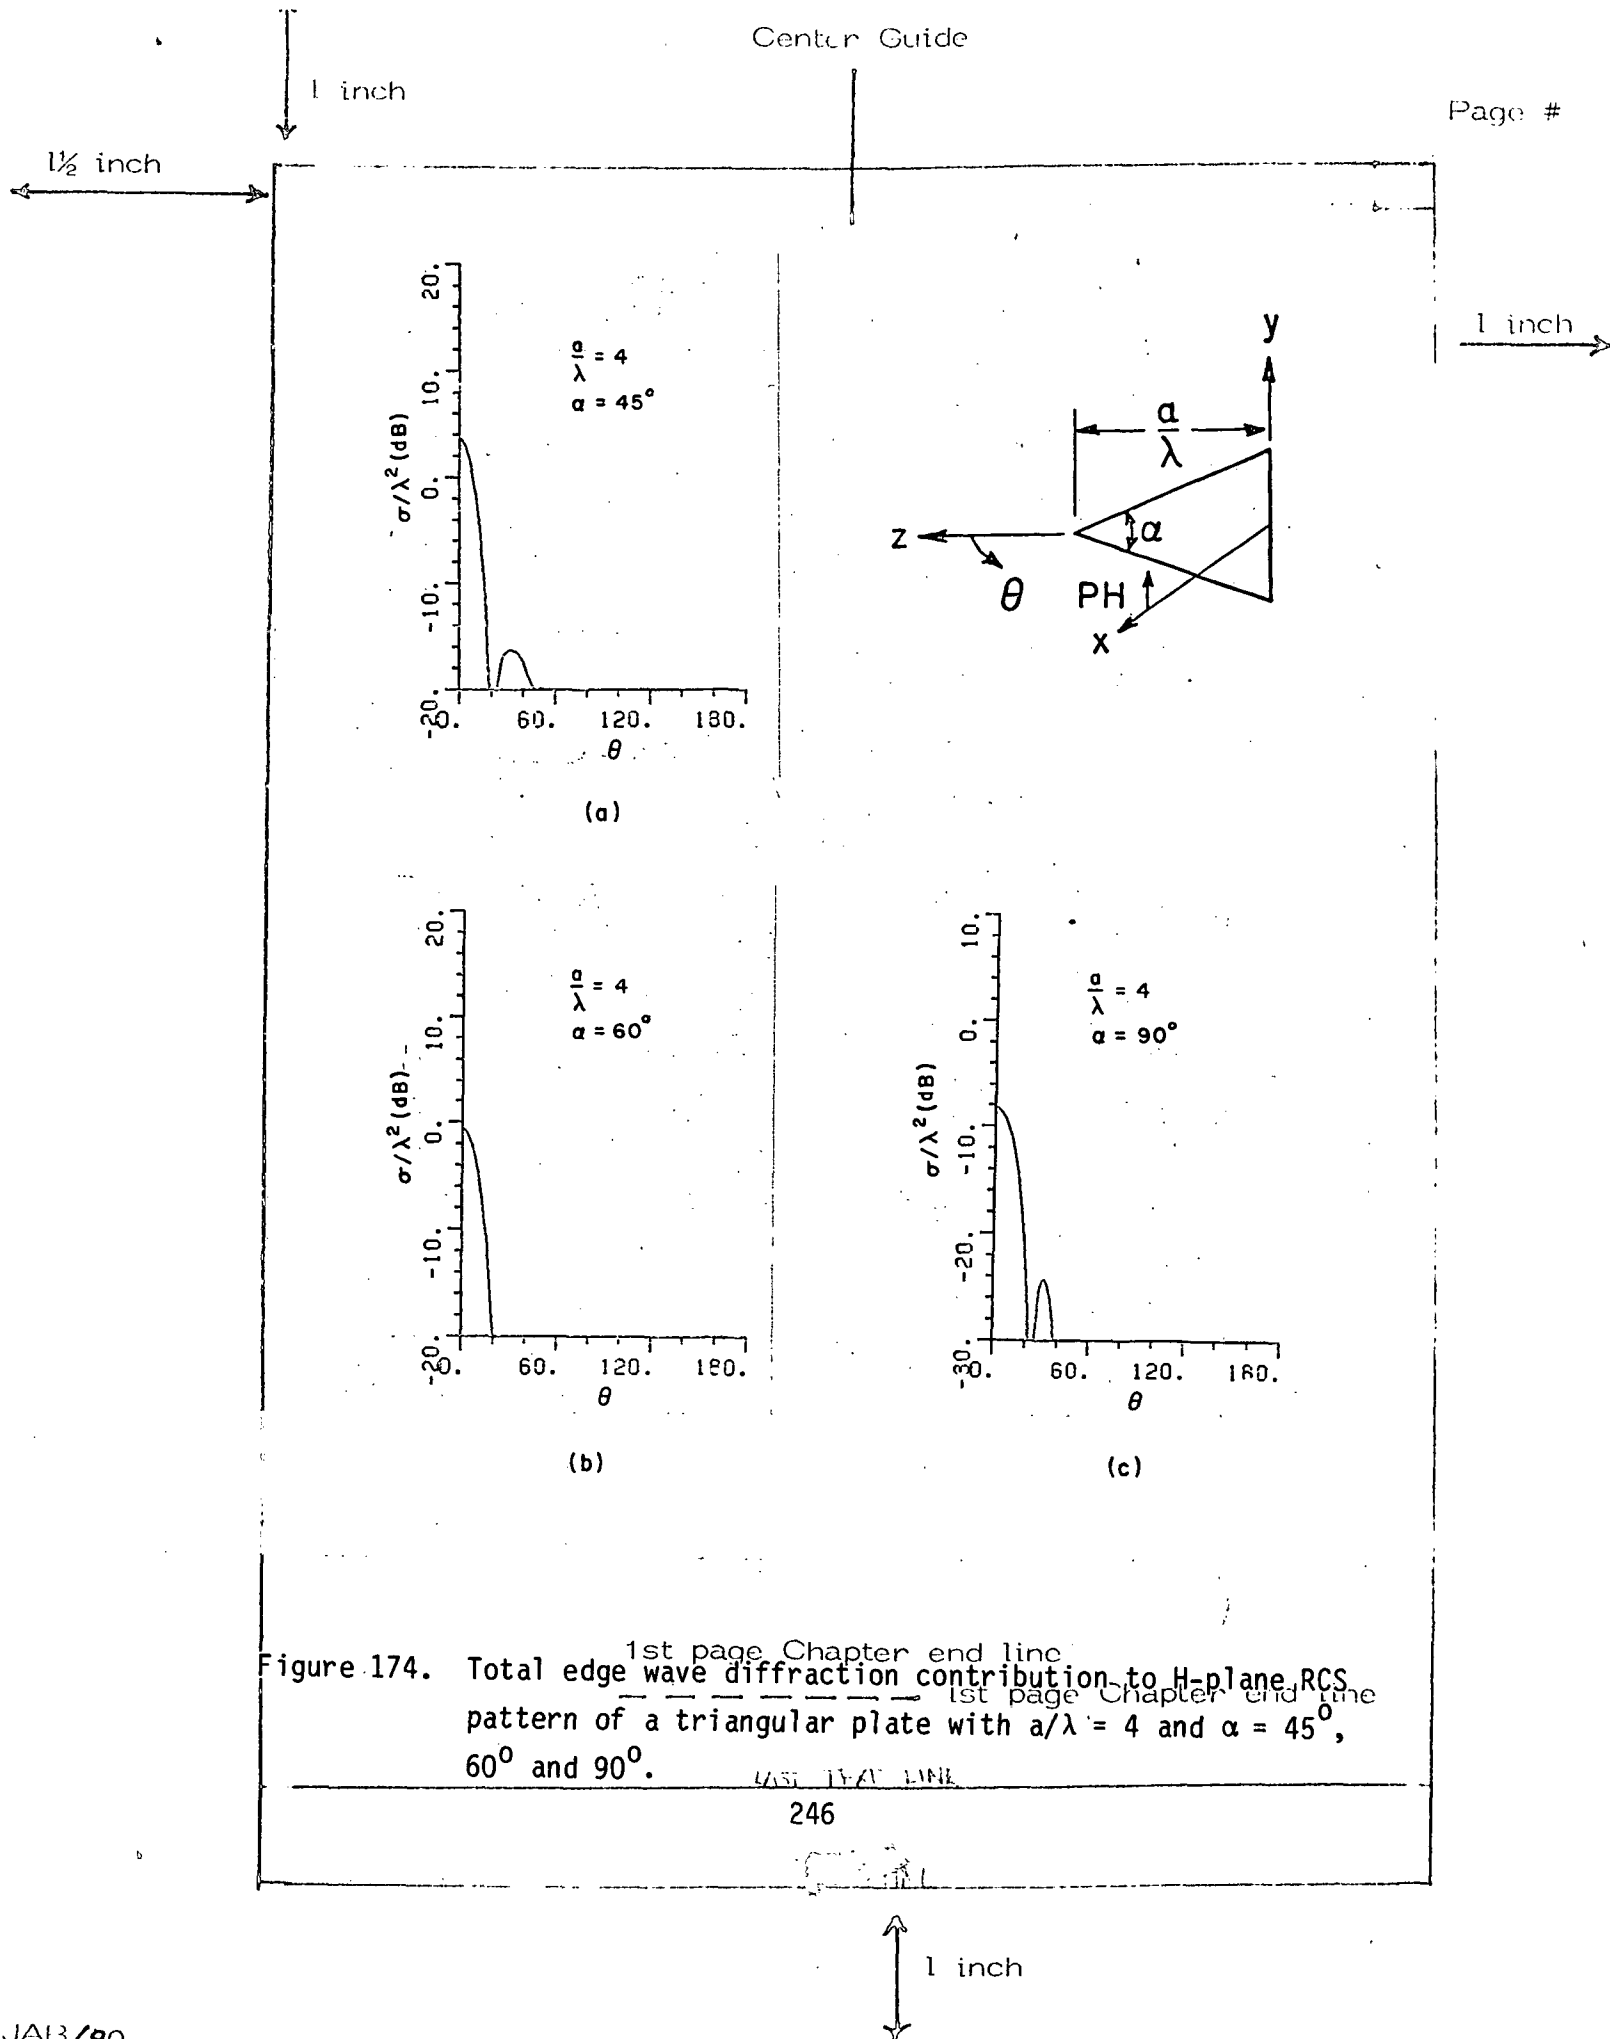 Center Guide
1 inch
Page #
1½ inch
1 inch
20.
10.
0.
-10.
-20.
σ/λ² (dB)
a/λ = 4
α = 45°
0. 60. 120. 180.
θ
(a)
y
a/λ
z
α
θ
PH
x
20.
10.
0.
-10.
-20.
σ/λ² (dB)
a/λ = 4
α = 60°
0. 60. 120. 180.
θ
(b)
10.
0.
-10.
-20.
-30.
σ/λ² (dB)
a/λ = 4
α = 90°
0. 60. 120. 180.
θ
(c)
1st page Chapter end line
Figure 174. Total edge wave diffraction contribution to H-plane RCS
1st page Chapter end line
pattern of a triangular plate with a/λ = 4 and α = 45°,
60° and 90°.
LAST TEXT LINE
246
1 inch